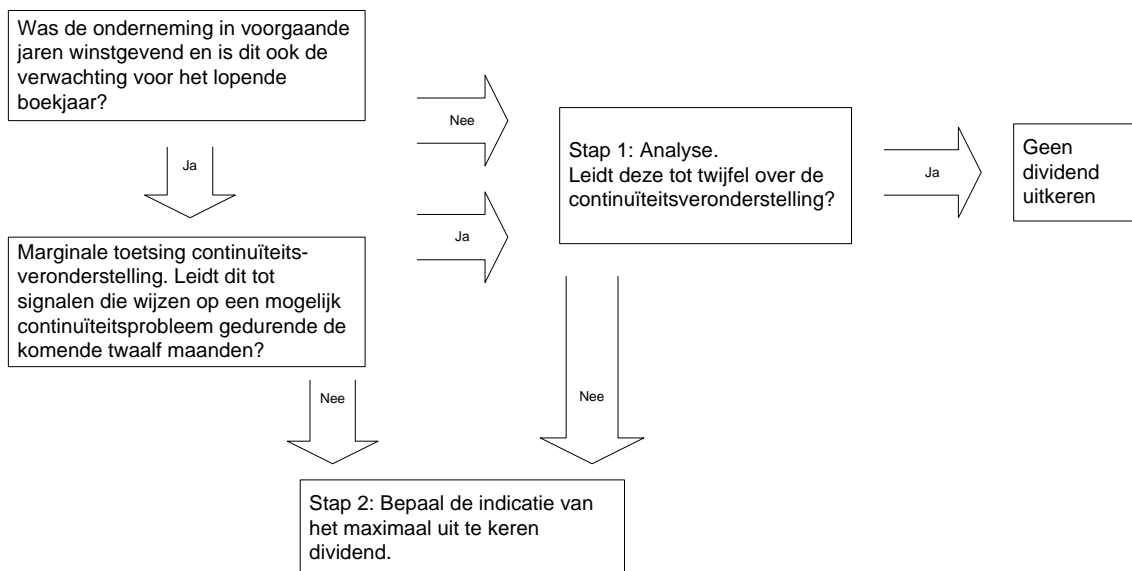 Was de onderneming in voorgaande
jaren winstgevend en is dit ook de
verwachting voor het lopende
boekjaar?
Nee
Stap 1: Analyse.
Leidt deze tot twijfel over de
continuïteitsveronderstelling?
Ja
Geen
dividend
uitkeren
Ja
Ja
Marginale toetsing continuïteits-
veronderstelling. Leidt dit tot
signalen die wijzen op een mogelijk
continuïteitsprobleem gedurende de
komende twaalf maanden?
Nee
Nee
Stap 2: Bepaal de indicatie van
het maximaal uit te keren
dividend.